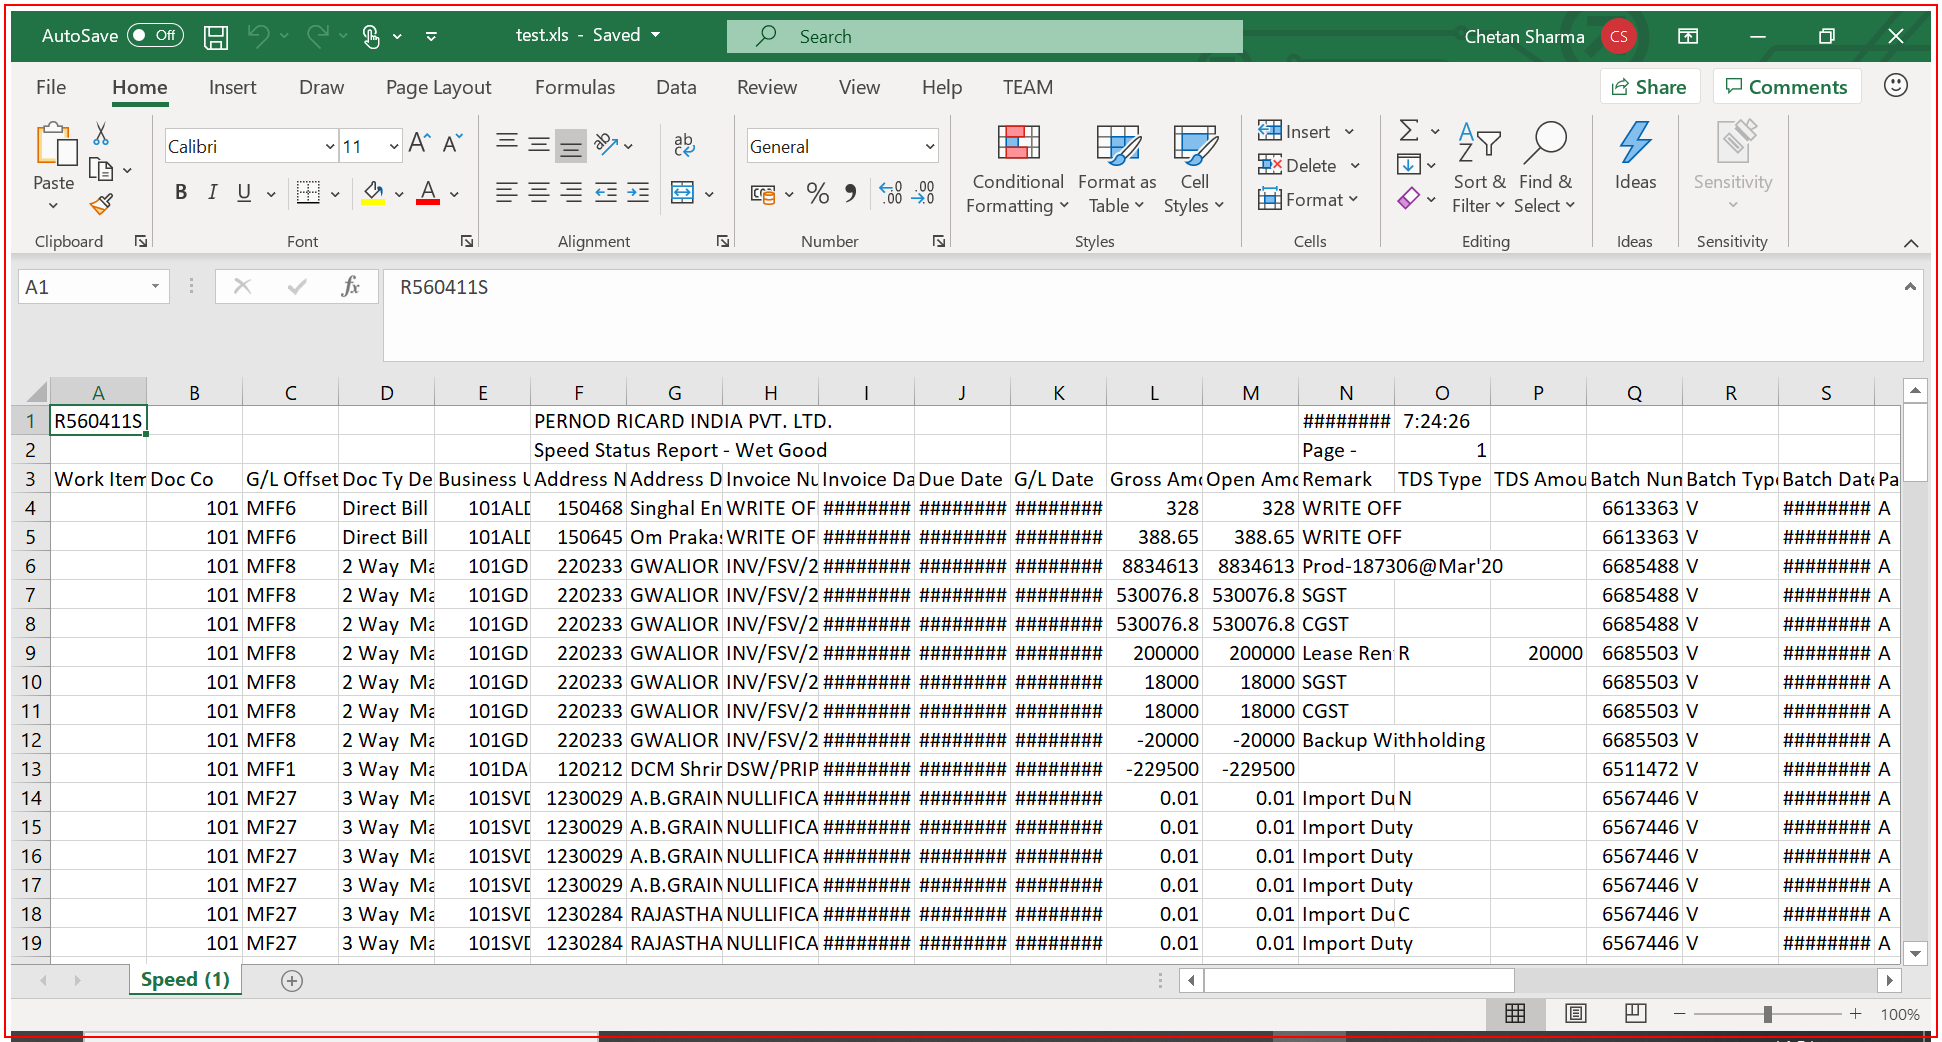 AutoSave Off test.xls - Saved Search Chetan Sharma CS
File Home Insert Draw Page Layout Formulas Data Review View Help TEAM Share Comments
Paste Calibri 11 General Conditional Formatting Format as Table Cell Styles Insert Delete Format Sort & Filter Find & Select Ideas Sensitivity
Clipboard Font Alignment Number Styles Cells Editing Ideas Sensitivity
A1 fx R560411S
A B C D E F G H I J K L M N O P Q R S
1 R560411S PERNOD RICARD INDIA PVT. LTD. ######## 7:24:26
2 Speed Status Report - Wet Good Page - 1
3 Work Item Doc Co G/L Offset Doc Ty De Business U Address N Address D Invoice Nu Invoice Da Due Date G/L Date Gross Amo Open Amo Remark TDS Type TDS Amou Batch Num Batch Type Batch Date Pa
4 101 MFF6 Direct Bill 101ALD 150468 Singhal En WRITE OF ######## ######## ######## 328 328 WRITE OFF 6613363 V ######## A
5 101 MFF6 Direct Bill 101ALD 150645 Om Prakas WRITE OF ######## ######## ######## 388.65 388.65 WRITE OFF 6613363 V ######## A
6 101 MFF8 2 Way Ma 101GD 220233 GWALIOR INV/FSV/2 ######## ######## ######## 8834613 8834613 Prod-187306@Mar'20 6685488 V ######## A
7 101 MFF8 2 Way Ma 101GD 220233 GWALIOR INV/FSV/2 ######## ######## ######## 530076.8 530076.8 SGST 6685488 V ######## A
8 101 MFF8 2 Way Ma 101GD 220233 GWALIOR INV/FSV/2 ######## ######## ######## 530076.8 530076.8 CGST 6685488 V ######## A
9 101 MFF8 2 Way Ma 101GD 220233 GWALIOR INV/FSV/2 ######## ######## ######## 200000 200000 Lease Ren R 20000 6685503 V ######## A
10 101 MFF8 2 Way Ma 101GD 220233 GWALIOR INV/FSV/2 ######## ######## ######## 18000 18000 SGST 6685503 V ######## A
11 101 MFF8 2 Way Ma 101GD 220233 GWALIOR INV/FSV/2 ######## ######## ######## 18000 18000 CGST 6685503 V ######## A
12 101 MFF8 2 Way Ma 101GD 220233 GWALIOR INV/FSV/2 ######## ######## ######## -20000 -20000 Backup Withholding 6685503 V ######## A
13 101 MFF1 3 Way Ma 101DA 120212 DCM Shrir DSW/PRIP ######## ######## ######## -229500 -229500 6511472 V ######## A
14 101 MF27 3 Way Ma 101SVD 1230029 A.B.GRAIN NULLIFICA ######## ######## ######## 0.01 0.01 Import Du N 6567446 V ######## A
15 101 MF27 3 Way Ma 101SVD 1230029 A.B.GRAIN NULLIFICA ######## ######## ######## 0.01 0.01 Import Duty 6567446 V ######## A
16 101 MF27 3 Way Ma 101SVD 1230029 A.B.GRAIN NULLIFICA ######## ######## ######## 0.01 0.01 Import Duty 6567446 V ######## A
17 101 MF27 3 Way Ma 101SVD 1230029 A.B.GRAIN NULLIFICA ######## ######## ######## 0.01 0.01 Import Duty 6567446 V ######## A
18 101 MF27 3 Way Ma 101SVD 1230284 RAJASTHA NULLIFICA ######## ######## ######## 0.01 0.01 Import Du C 6567446 V ######## A
19 101 MF27 3 Way Ma 101SVD 1230284 RAJASTHA NULLIFICA ######## ######## ######## 0.01 0.01 Import Duty 6567446 V ######## A
Speed (1)
100%